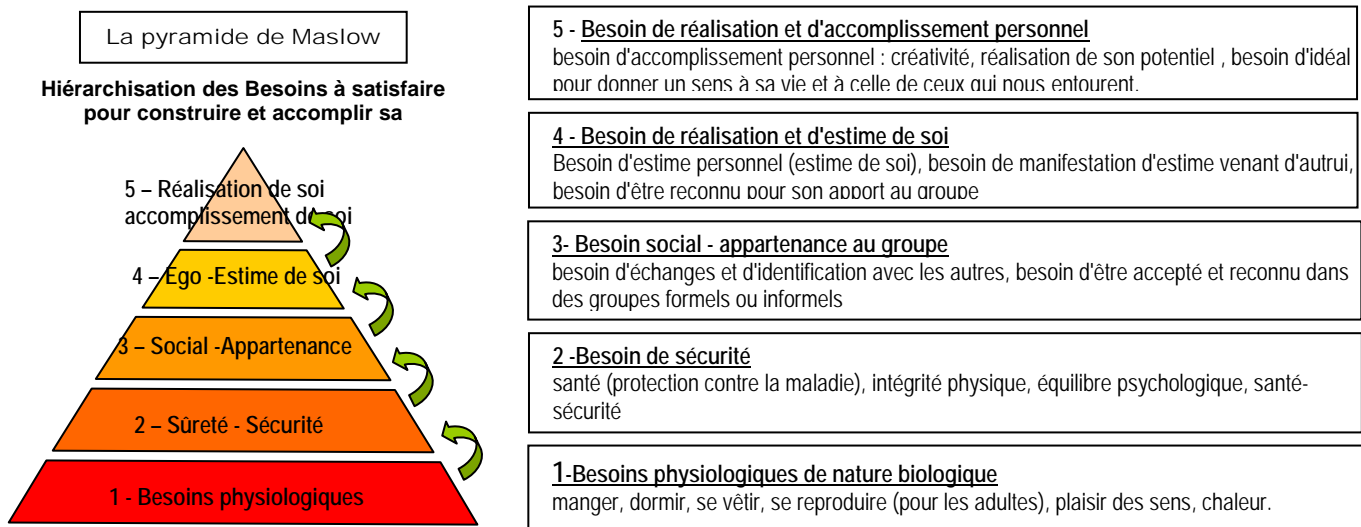 La pyramide de Maslow
Hiérarchisation des Besoins à satisfaire
pour construire et accomplir sa
5 – Réalisation de soi
accomplissement de soi
4 – Ego -Estime de soi
3 – Social -Appartenance
2 – Sûreté - Sécurité
1 - Besoins physiologiques
5 - Besoin de réalisation et d'accomplissement personnel
besoin d'accomplissement personnel : créativité, réalisation de son potentiel , besoin d'idéal
pour donner un sens à sa vie et à celle de ceux qui nous entourent.
4 - Besoin de réalisation et d'estime de soi
Besoin d'estime personnel (estime de soi), besoin de manifestation d'estime venant d'autrui,
besoin d'être reconnu pour son apport au groupe
3- Besoin social - appartenance au groupe
besoin d'échanges et d'identification avec les autres, besoin d'être accepté et reconnu dans
des groupes formels ou informels
2 -Besoin de sécurité
santé (protection contre la maladie), intégrité physique, équilibre psychologique, santé-
sécurité
1-Besoins physiologiques de nature biologique
manger, dormir, se vêtir, se reproduire (pour les adultes), plaisir des sens, chaleur.